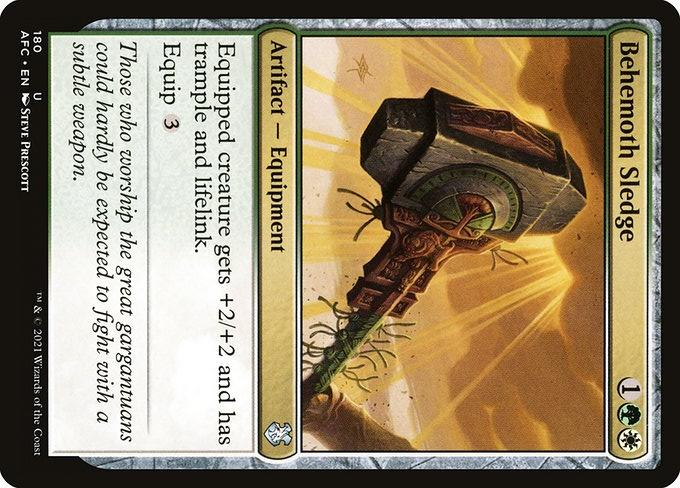 Behemoth Sledge
1
Artifact — Equipment
Equipped creature gets +2/+2 and has
trample and lifelink.
Equip 3
Those who worship the great gargantuans
could hardly be expected to fight with a
subtle weapon.
180 U
AFC • EN Steve Prescott
™ & © 2021 Wizards of the Coast